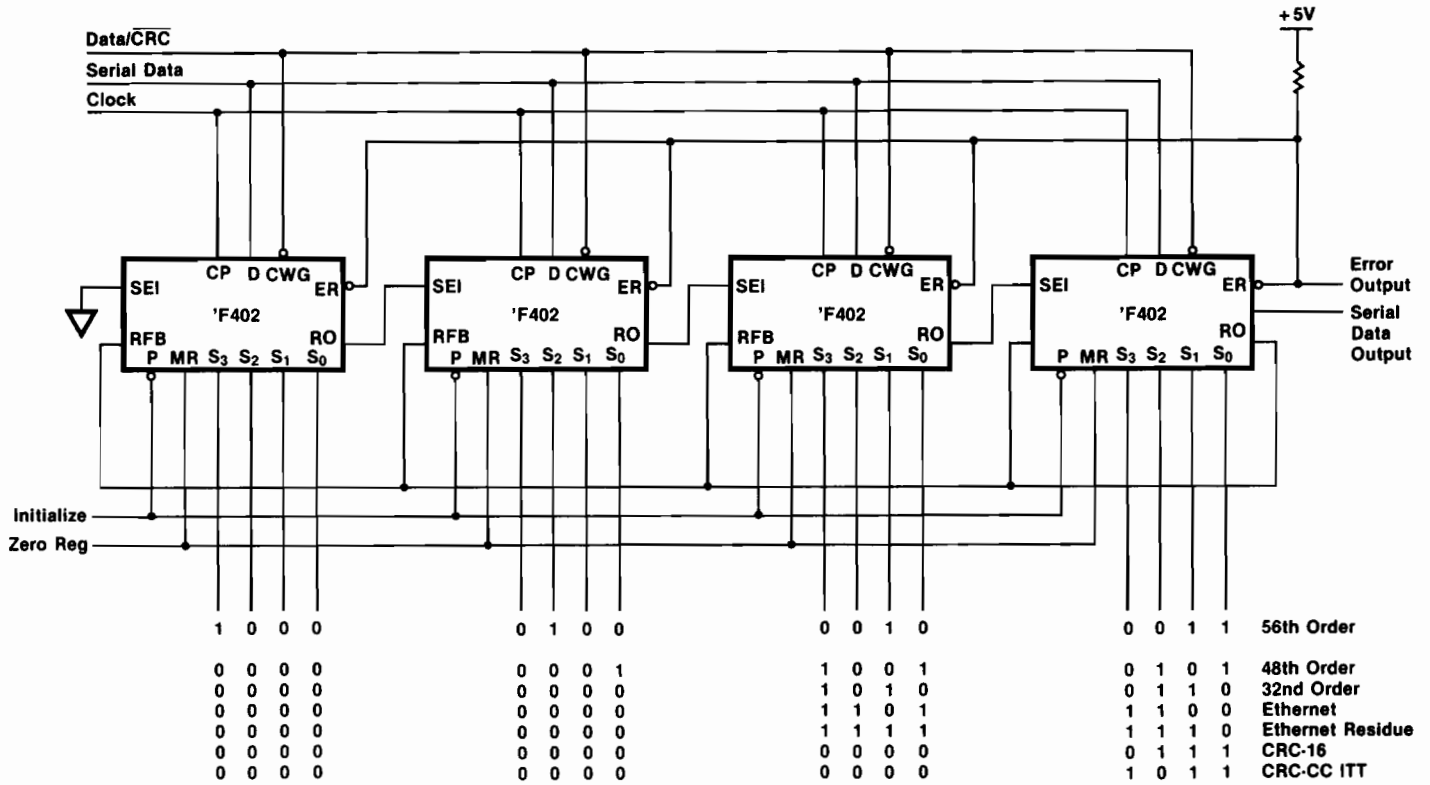 +5V
Data/CRC
Serial Data
Clock
CP D CWG
SEI
ER
'F402
RFB
RO
P MR S3 S2 S1 S0
CP D CWG
SEI
ER
'F402
RFB
RO
P MR S3 S2 S1 S0
CP D CWG
SEI
ER
'F402
RFB
RO
P MR S3 S2 S1 S0
CP D CWG
SEI
ER
'F402
RFB
RO
P MR S3 S2 S1 S0
Error
Output
Serial
Data
Output
Initialize
Zero Reg
1 0 0 0 0 1 0 0 0 0 1 0 0 0 1 1 56th Order
0 0 0 0 0 0 0 1 1 0 0 1 0 1 0 1 48th Order
0 0 0 0 0 0 0 0 1 0 1 0 0 1 1 0 32nd Order
0 0 0 0 0 0 0 0 1 1 0 1 1 1 0 0 Ethernet
0 0 0 0 0 0 0 0 1 1 1 1 1 1 1 0 Ethernet Residue
0 0 0 0 0 0 0 0 0 0 0 0 0 1 1 1 CRC-16
0 0 0 0 0 0 0 0 0 0 0 0 1 0 1 1 CRC-CC ITT